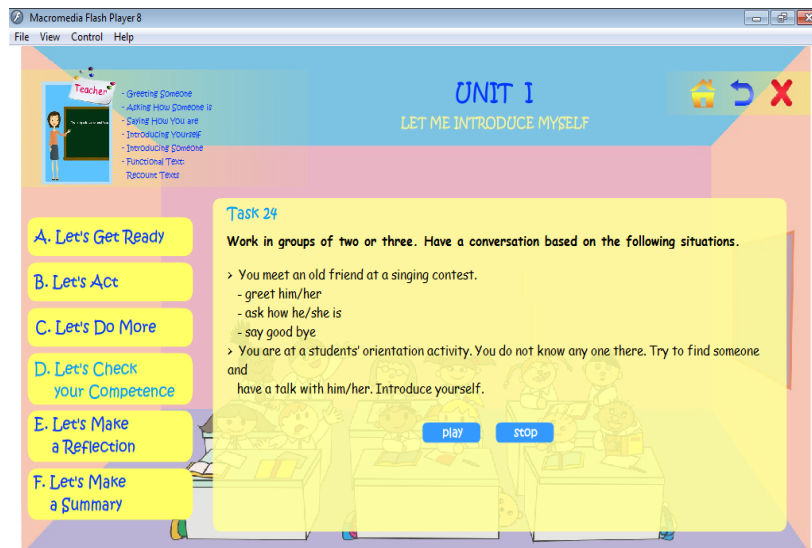 Macromedia Flash Player 8
File View Control Help
Teacher
- Greeting Someone
- Asking How Someone is
- Saying How You are
- Introducing Yourself
- Introducing Someone
- Functional Text:
Recount Texts
UNIT I
LET ME INTRODUCE MYSELF
A. Let's Get Ready
B. Let's Act
C. Let's Do More
D. Let's Check
your Competence
E. Let's Make
a Reflection
F. Let's Make
a Summary
Task 24
Work in groups of two or three. Have a conversation based on the following situations.
> You meet an old friend at a singing contest.
- greet him/her
- ask how he/she is
- say good bye
> You are at a students' orientation activity. You do not know any one there. Try to find someone
and
have a talk with him/her. Introduce yourself.
play
stop